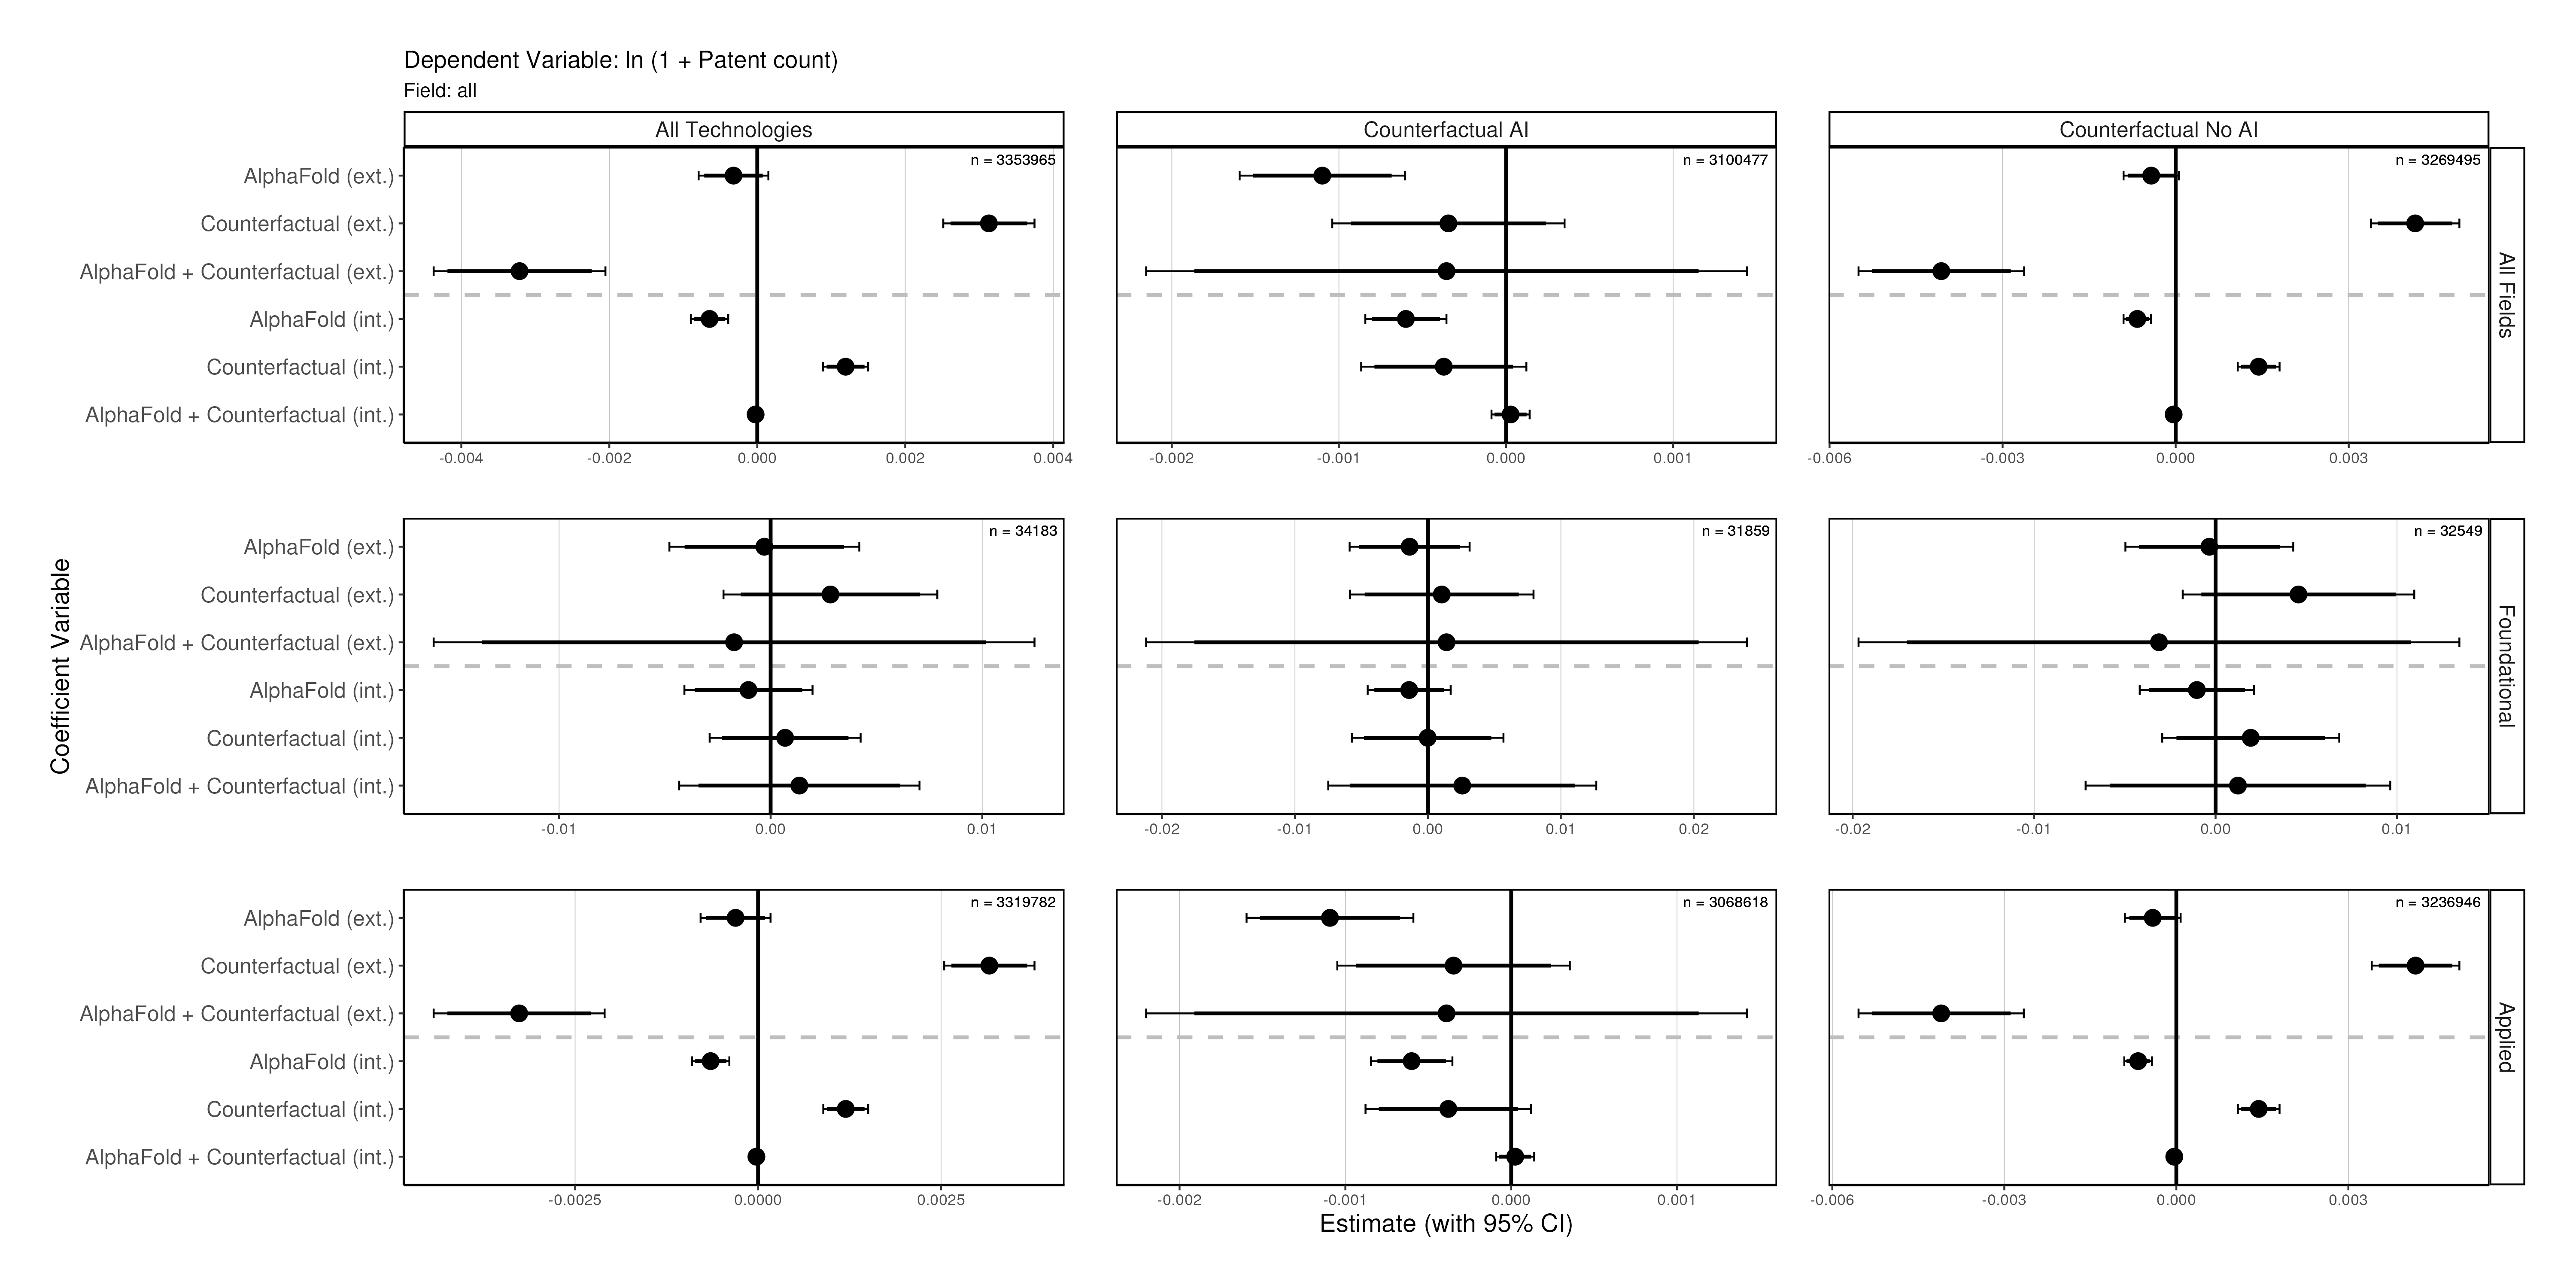 Dependent Variable: ln (1 + Patent count)
Field: all
All Technologies
Counterfactual AI
Counterfactual No AI
Coefficient Variable
All Fields
AlphaFold (ext.)
Counterfactual (ext.)
AlphaFold + Counterfactual (ext.)
AlphaFold (int.)
Counterfactual (int.)
AlphaFold + Counterfactual (int.)
n = 3353965
n = 3100477
n = 3269495
-0.004 -0.002 0.000 0.002 0.004
-0.002 -0.001 0.000 0.001
-0.006 -0.003 0.000 0.003
Foundational
AlphaFold (ext.)
Counterfactual (ext.)
AlphaFold + Counterfactual (ext.)
AlphaFold (int.)
Counterfactual (int.)
AlphaFold + Counterfactual (int.)
n = 34183
n = 31859
n = 32549
-0.01 0.00 0.01
-0.02 -0.01 0.00 0.01 0.02
-0.02 -0.01 0.00 0.01
Applied
AlphaFold (ext.)
Counterfactual (ext.)
AlphaFold + Counterfactual (ext.)
AlphaFold (int.)
Counterfactual (int.)
AlphaFold + Counterfactual (int.)
n = 3319782
n = 3068618
n = 3236946
-0.0025 0.0000 0.0025
-0.002 -0.001 0.000 0.001
-0.006 -0.003 0.000 0.003
Estimate (with 95% CI)